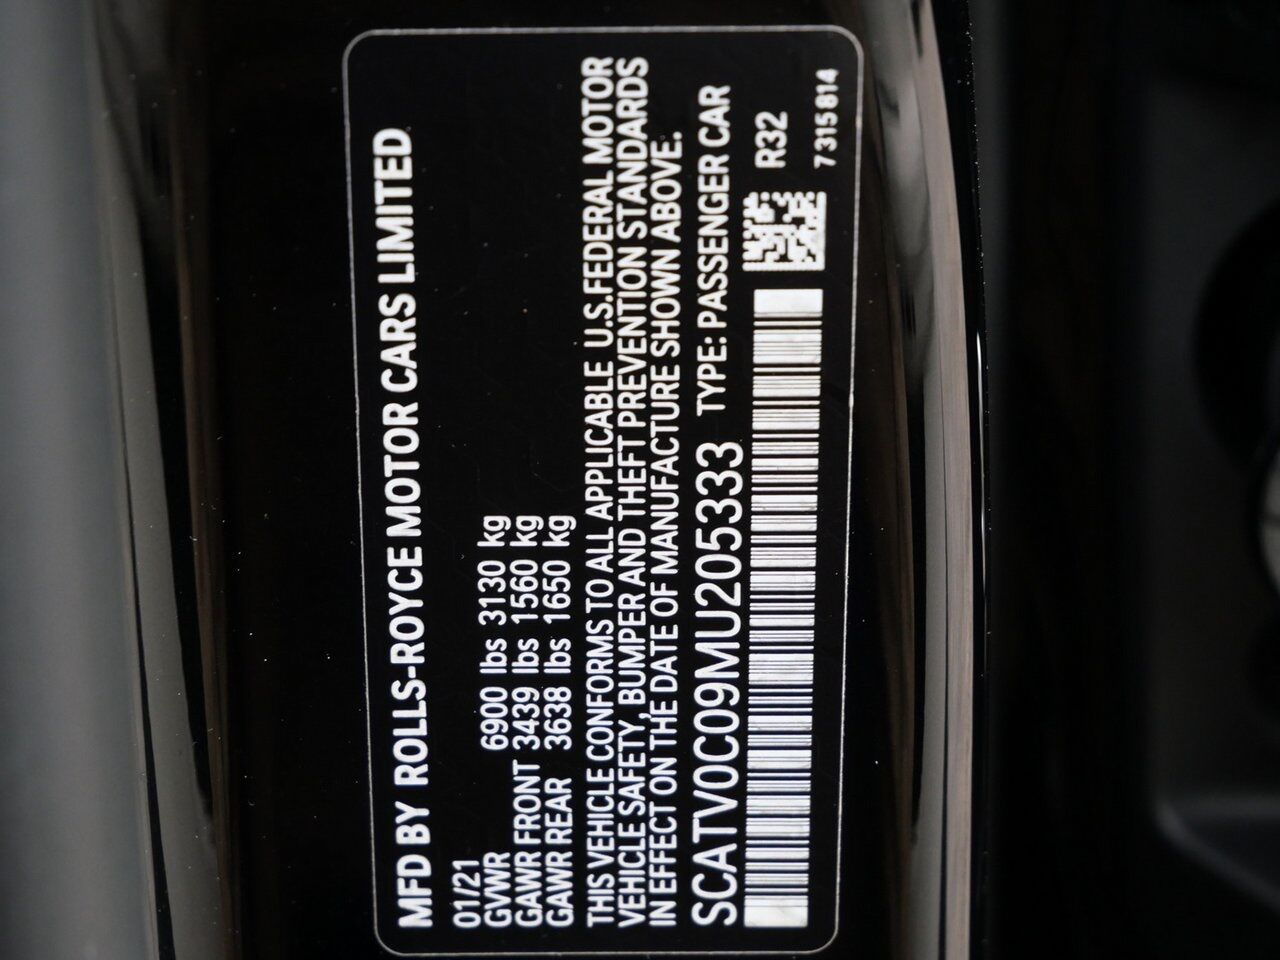 MFD BY ROLLS-ROYCE MOTOR CARS LIMITED
01/21
GVWR 6900 lbs 3130 kg
GAWR FRONT 3439 lbs 1560 kg
GAWR REAR 3638 lbs 1650 kg
THIS VEHICLE CONFORMS TO ALL APPLICABLE U.S.FEDERAL MOTOR
VEHICLE SAFETY, BUMPER AND THEFT PREVENTION STANDARDS
IN EFFECT ON THE DATE OF MANUFACTURE SHOWN ABOVE.
SCATV0C09MU205333 TYPE: PASSENGER CAR
R32
7315814